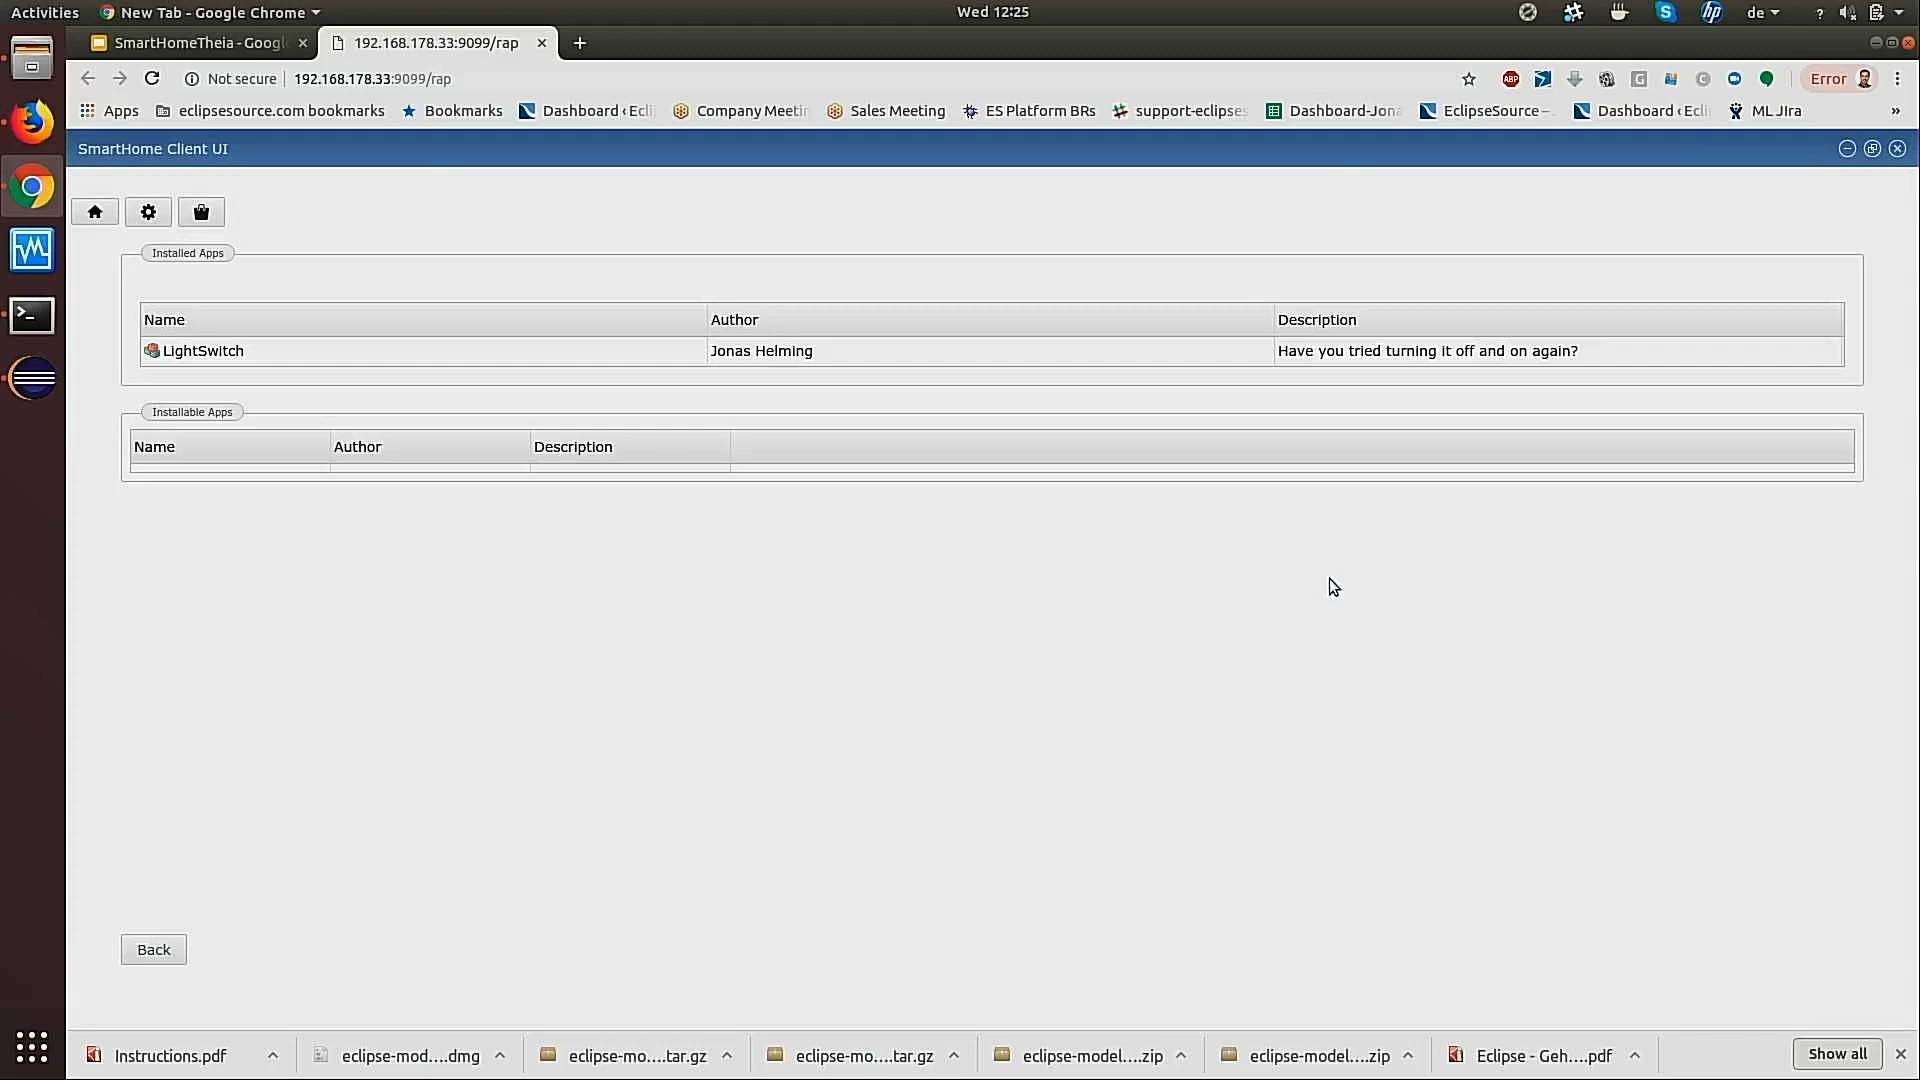 Activities
New Tab - Google Chrome
Wed 12:25
hp
de
?
SmartHomeTheia - Googl
192.168.178.33:9099/rap
Not secure
192.168.178.33:9099/rap
ABP
Error
Apps
eclipsesource.com bookmarks
Bookmarks
Dashboard ‹ Ecli
Company Meetin
Sales Meeting
ES Platform BRs
support-eclipses
Dashboard-Jona
EclipseSource –
Dashboard ‹ Ecli
ML Jira
»
SmartHome Client UI
Installed Apps
Name Author Description
LightSwitch Jonas Helming Have you tried turning it off and on again?
Installable Apps
Name Author Description
Back
Instructions.pdf
eclipse-mod....dmg
eclipse-mo....tar.gz
eclipse-mo....tar.gz
eclipse-model....zip
eclipse-model....zip
Eclipse - Geh....pdf
Show all